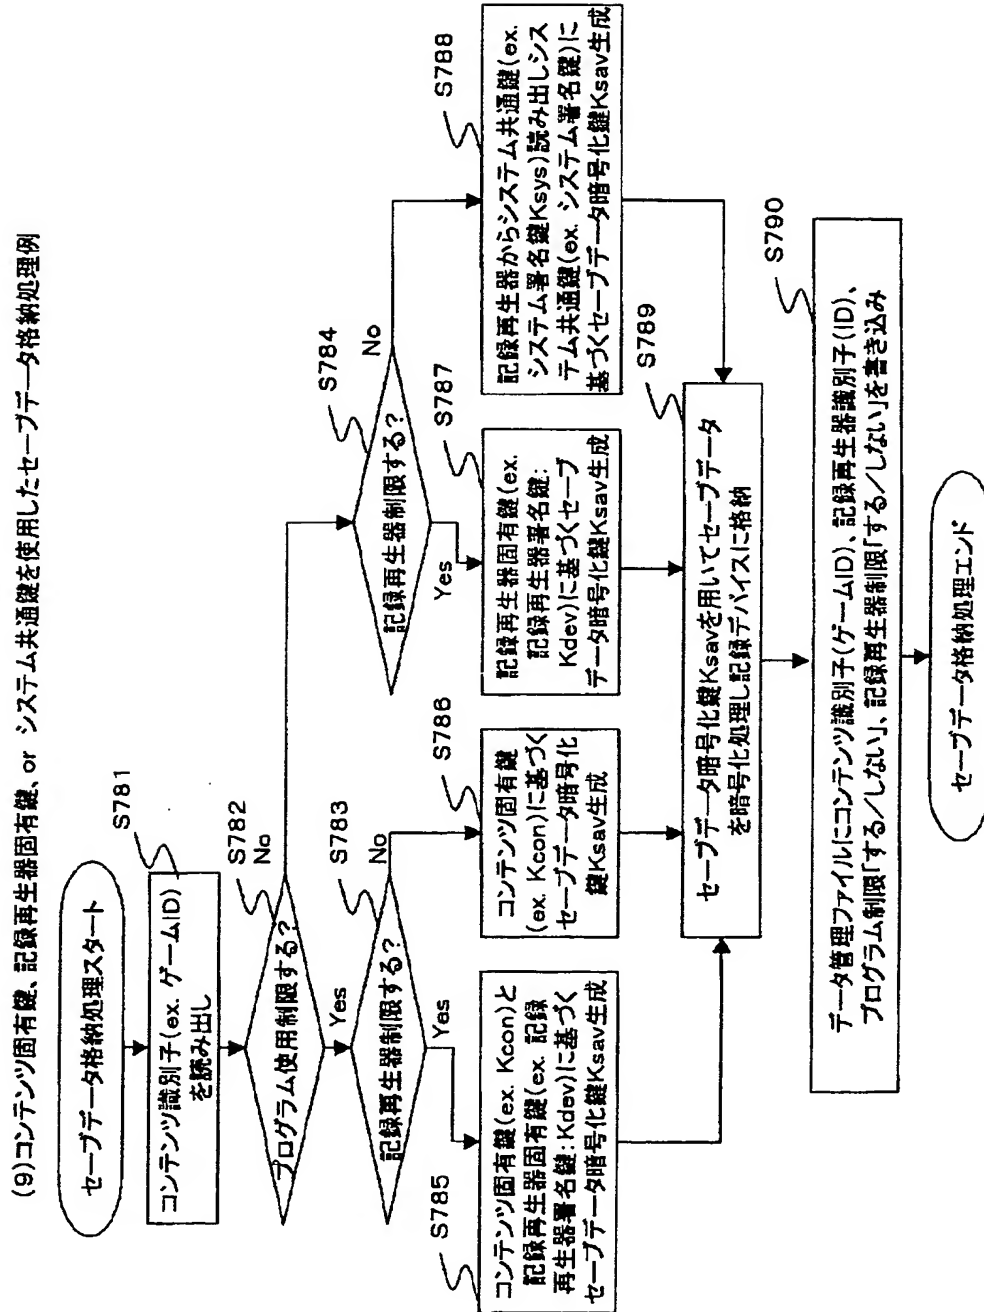 (9)コンテンツ固有鍵、記録再生器固有鍵、or システム共通鍵を使用したセーブデータ格納処理例
セーブデータ格納処理スタート
S781
コンテンツ識別子(ex. ゲームID)
を読み出し
S782
プログラム使用制限する?
No
Yes
S783
記録再生器制限する?
No
Yes
S784
記録再生器制限する?
No
Yes
S785
コンテンツ固有鍵(ex. Kcon)と
記録再生器固有鍵(ex. 記録
再生器署名鍵:Kdev)に基づく
セーブデータ暗号化鍵Ksav生成
S786
コンテンツ固有鍵
(ex. Kcon)に基づく
セーブデータ暗号化
鍵Ksav生成
S787
記録再生器固有鍵(ex.
記録再生器署名鍵:
Kdev)に基づくセーブ
データ暗号化鍵Ksav生成
S788
記録再生器からシステム共通鍵(ex.
システム署名鍵Ksys)読み出しシス
テム共通鍵(ex. システム署名鍵)に
基づくセーブデータ暗号化鍵Ksav生成
S789
セーブデータ暗号化鍵Ksavを用いてセーブデータ
を暗号化処理し記録デバイスに格納
S790
データ管理ファイルにコンテンツ識別子(ゲームID)、記録再生器識別子(ID)、
プログラム制限「する/しない」、記録再生器制限「する/しない」を書き込み
セーブデータ格納処理エンド